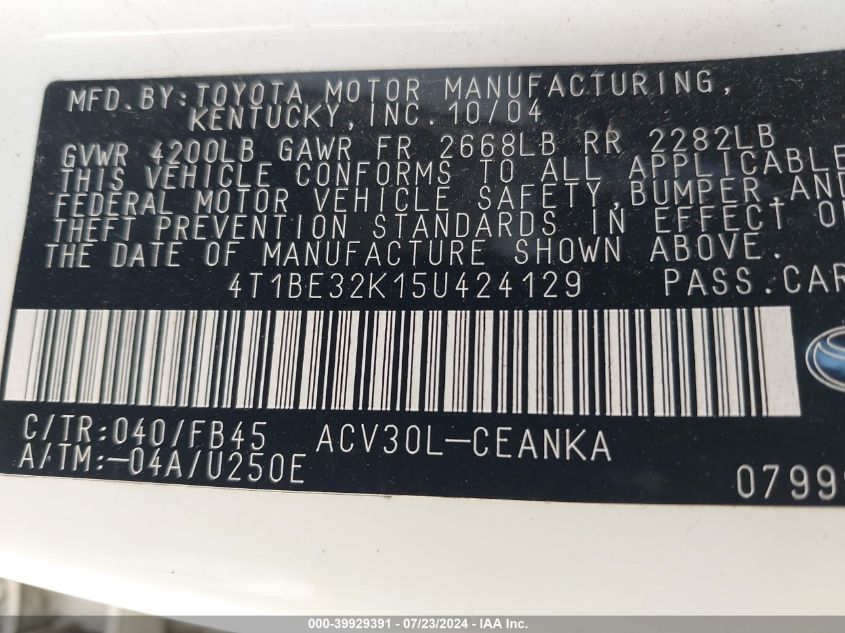 MFD. BY: TOYOTA MOTOR MANUFACTURING,
KENTUCKY, INC. 10/04
GVWR 4200LB GAWR FR 2668LB RR 2282LB
THIS VEHICLE CONFORMS TO ALL APPLICABLE
FEDERAL MOTOR VEHICLE SAFETY, BUMPER, AND
THEFT PREVENTION STANDARDS IN EFFECT ON
THE DATE OF MANUFACTURE SHOWN ABOVE.
4T1BE32K15U424129 PASS. CAR
C/TR:040/FB45 ACV30L-CEANKA
A/TM:-04A/U250E
0799
000-39929391 - 07/23/2024 - IAA Inc.